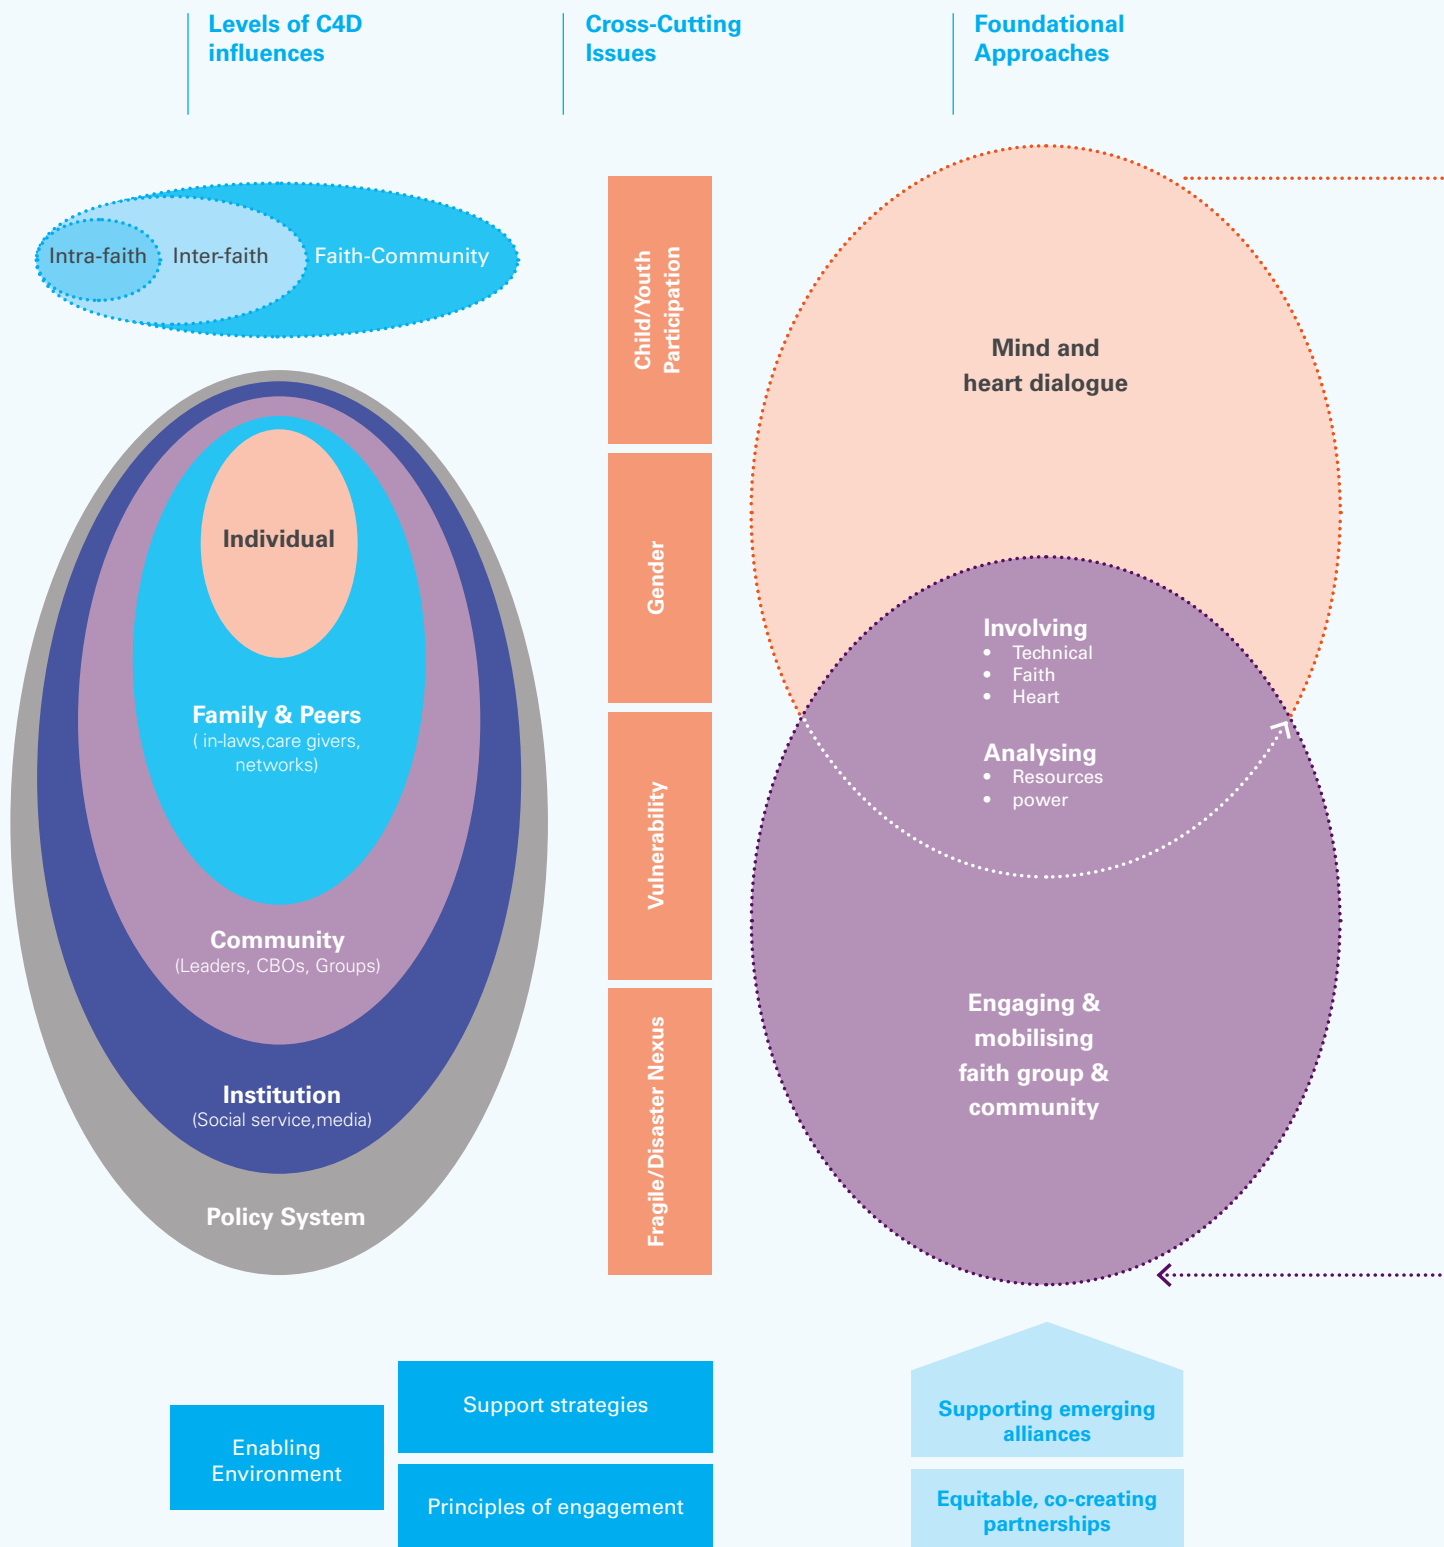 Levels of C4D
influences
Cross-Cutting
Issues
Foundational
Approaches
Intra-faith
Inter-faith
Faith-Community
Individual
Family & Peers
( in-laws,care givers,
networks)
Community
(Leaders, CBOs, Groups)
Institution
(Social service,media)
Policy System
Child/Youth
Participation
Gender
Vulnerability
Fragile/Disaster Nexus
Mind and
heart dialogue
Involving
• Technical
• Faith
• Heart
Analysing
• Resources
• power
Engaging &
mobilising
faith group &
community
Enabling
Environment
Support strategies
Principles of engagement
Supporting emerging
alliances
Equitable, co-creating
partnerships